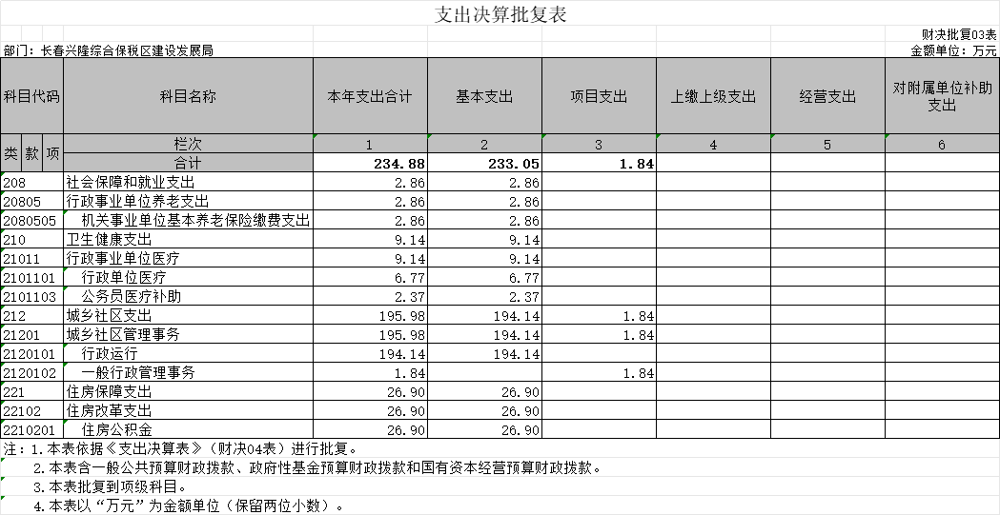 支出决算批复表
财决批复03表
部门：长春兴隆综合保税区建设发展局 金额单位：万元
科目代码 科目名称 本年支出合计 基本支出 项目支出 上缴上级支出 经营支出 对附属单位补助
支出
类 款 项 栏次 1 2 3 4 5 6
合计 234.88 233.05 1.84
208 社会保障和就业支出 2.86 2.86
20805 行政事业单位养老支出 2.86 2.86
2080505 机关事业单位基本养老保险缴费支出 2.86 2.86
210 卫生健康支出 9.14 9.14
21011 行政事业单位医疗 9.14 9.14
2101101 行政单位医疗 6.77 6.77
2101103 公务员医疗补助 2.37 2.37
212 城乡社区支出 195.98 194.14 1.84
21201 城乡社区管理事务 195.98 194.14 1.84
2120101 行政运行 194.14 194.14
2120102 一般行政管理事务 1.84 1.84
221 住房保障支出 26.90 26.90
22102 住房改革支出 26.90 26.90
2210201 住房公积金 26.90 26.90
注：1.本表依据《支出决算表》（财决04表）进行批复。
2.本表含一般公共预算财政拨款、政府性基金预算财政拨款和国有资本经营预算财政拨款。
3.本表批复到项级科目。
4.本表以“万元”为金额单位（保留两位小数）。